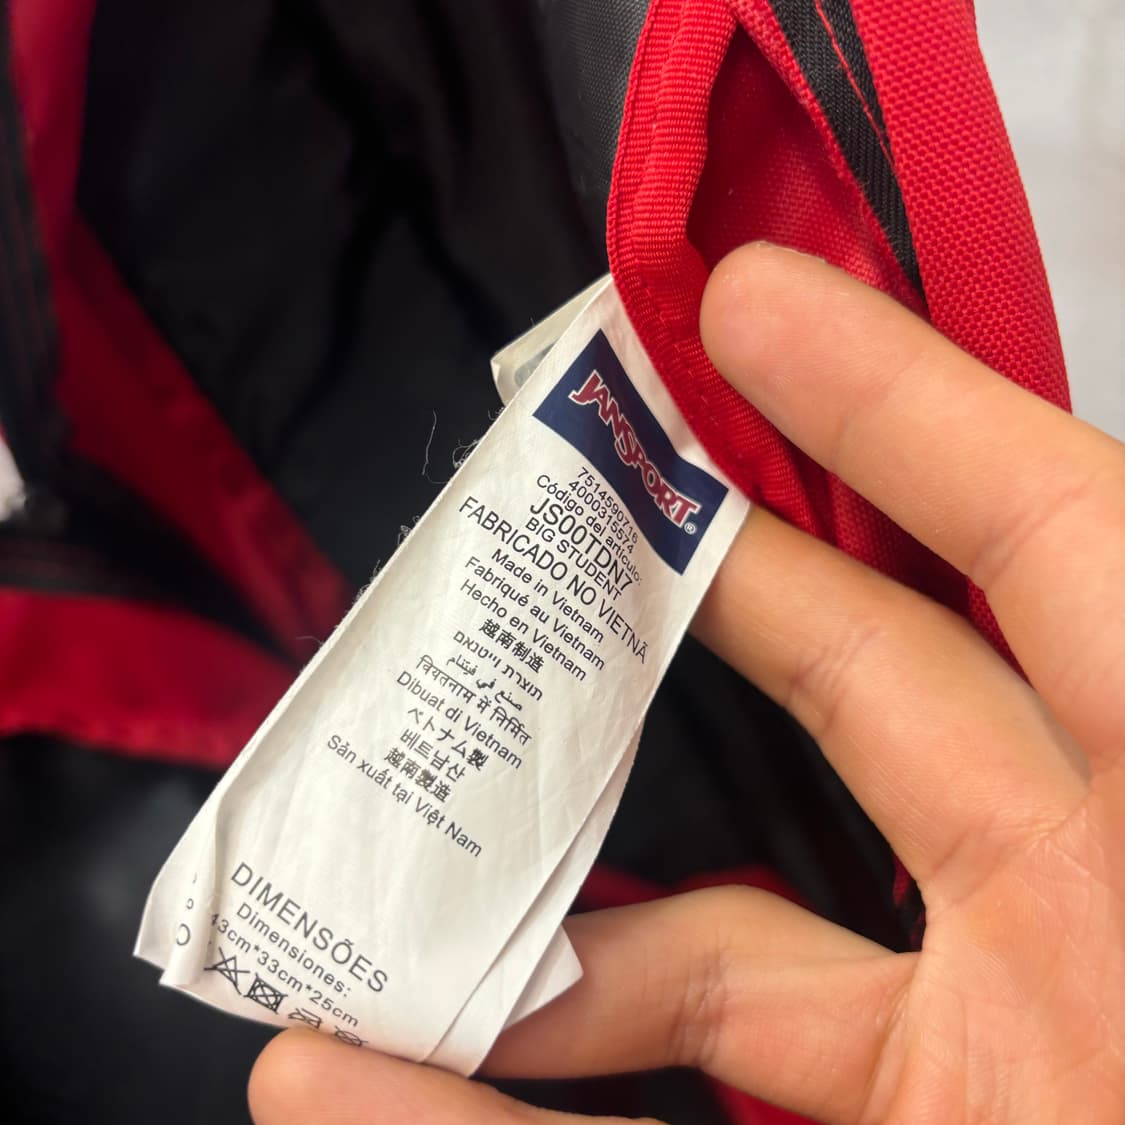 JANSPORT®
7514590716
4000315574
Código del artículo:
JS00TDN7
BIG STUDENT
FABRICADO NO VIETNÃ
Made in Vietnam
Fabriqué au Vietnam
Hecho en Vietnam
越南制造
תוצרת וייטנאם
صنع في فيتنام
वियतनाम में निर्मित
Dibuat di Vietnam
ベトナム製
베트남산
越南製造
Sản xuất tại Việt Nam
DIMENSÕES
Dimensiones:
43cm*33cm*25cm